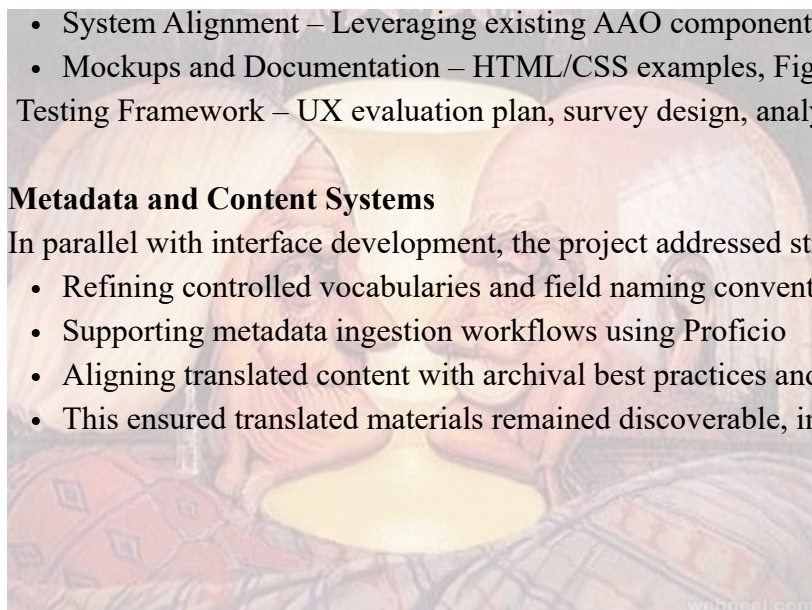 • System Alignment – Leveraging existing AAO component
• Mockups and Documentation – HTML/CSS examples, Fig
Testing Framework – UX evaluation plan, survey design, analy
Metadata and Content Systems
In parallel with interface development, the project addressed st
• Refining controlled vocabularies and field naming convent
• Supporting metadata ingestion workflows using Proficio
• Aligning translated content with archival best practices and
• This ensured translated materials remained discoverable, in
webneel.com